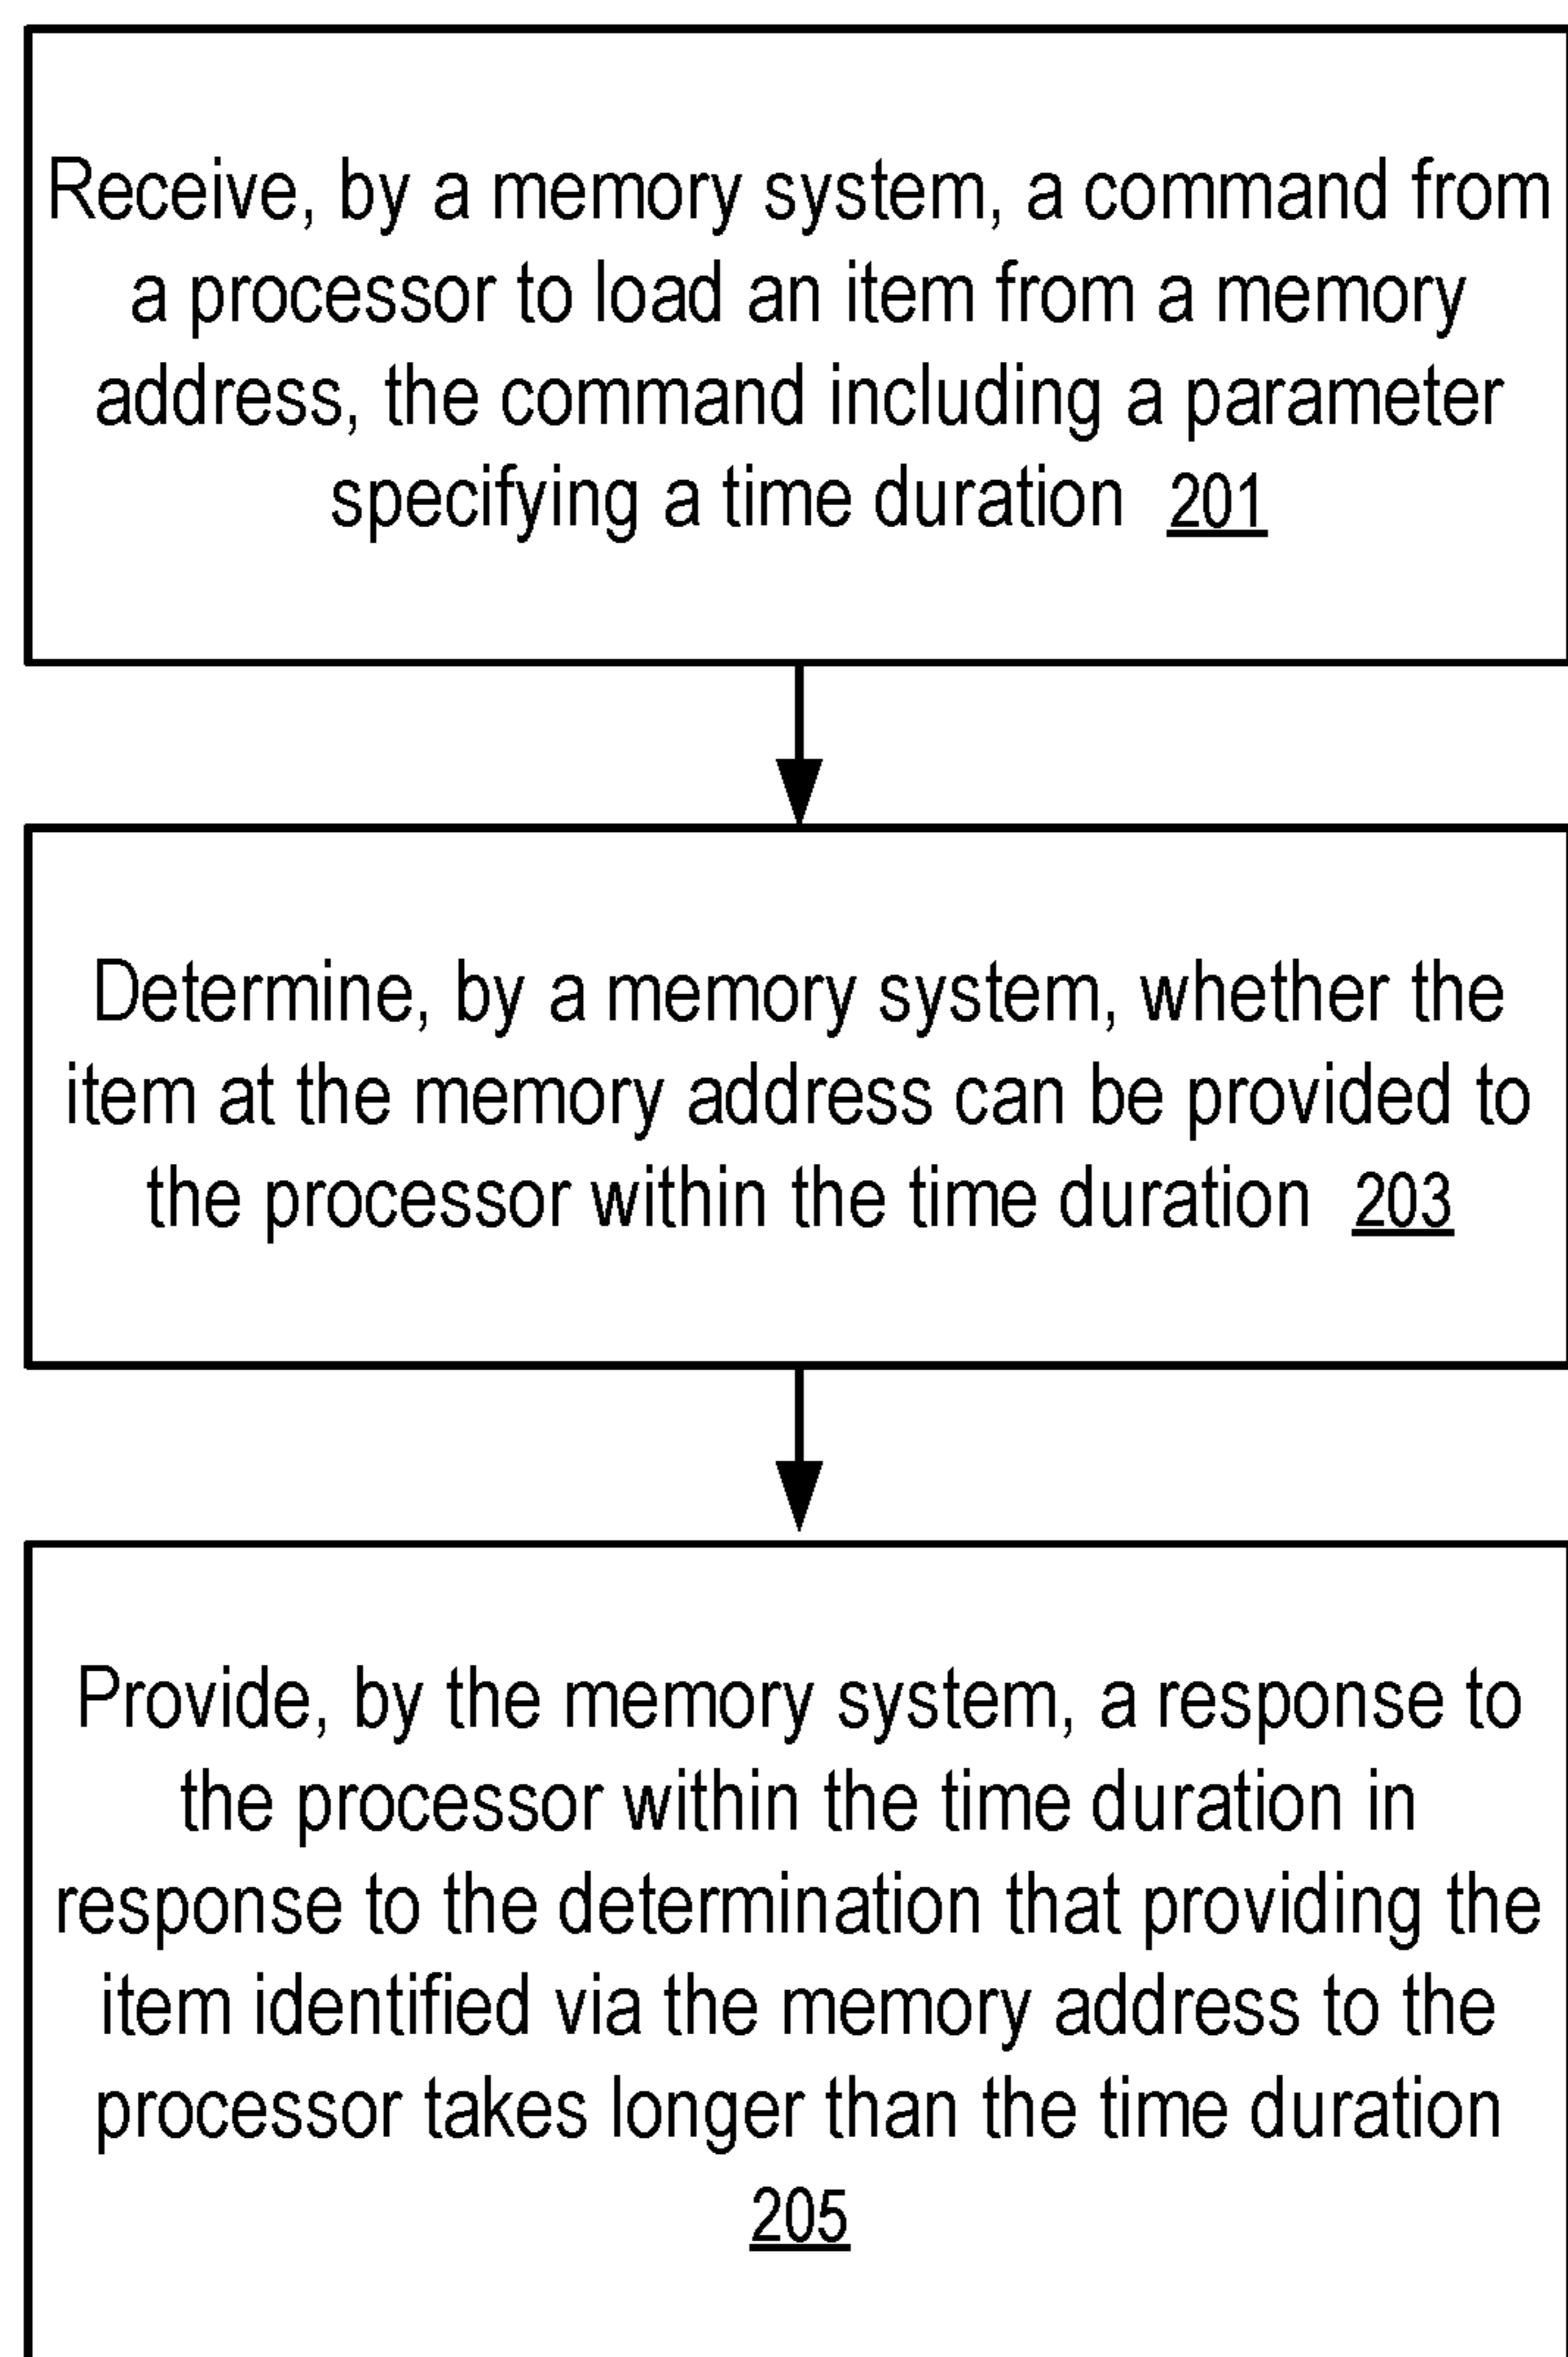 Receive, by a memory system, a command from
a processor to load an item from a memory
address, the command including a parameter
specifying a time duration 201
Determine, by a memory system, whether the
item at the memory address can be provided to
the processor within the time duration 203
Provide, by the memory system, a response to
the processor within the time duration in
response to the determination that providing the
item identified via the memory address to the
processor takes longer than the time duration
205